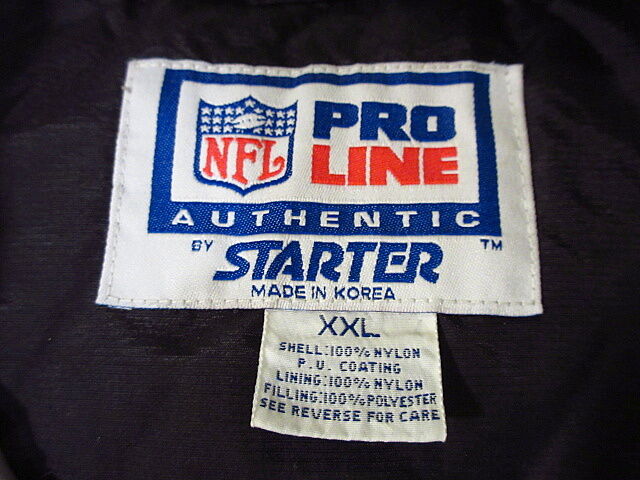 NFL
PRO
LINE
AUTHENTIC
BY STARTER TM
MADE IN KOREA
XXL
SHELL:100% NYLON
P.U. COATING
LINING:100% NYLON
FILLING:100% POLYESTER
SEE REVERSE FOR CARE